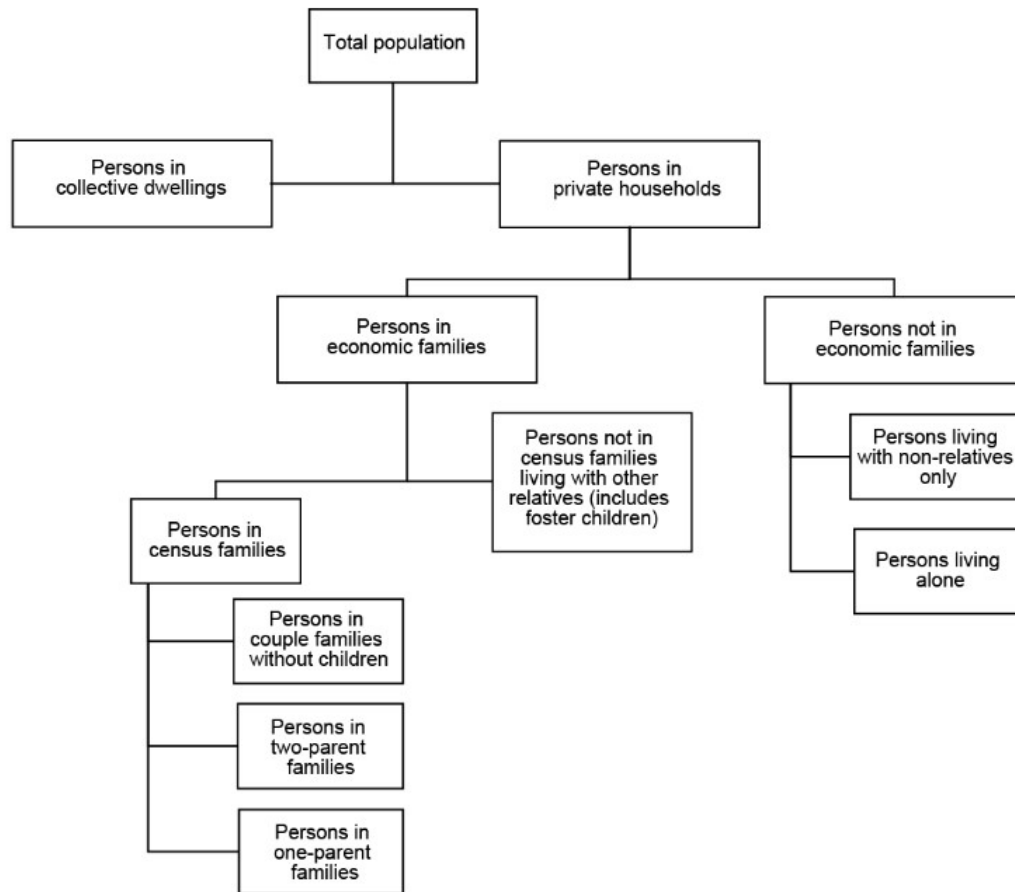 Total population
Persons in
collective dwellings
Persons in
private households
Persons in
economic families
Persons not in
economic families
Persons not in
census families
living with other
relatives (includes
foster children)
Persons living
with non-relatives
only
Persons in
census families
Persons living
alone
Persons in
couple families
without children
Persons in
two-parent
families
Persons in
one-parent
families